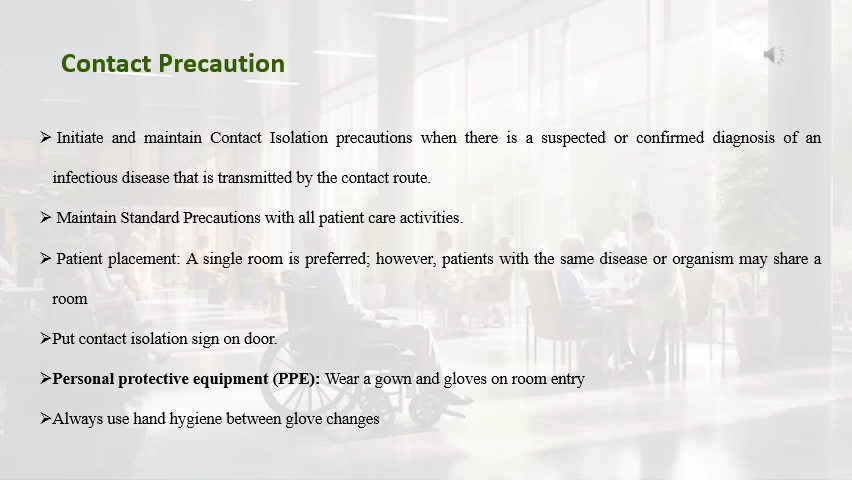 Contact Precaution
➢ Initiate and maintain Contact Isolation precautions when there is a suspected or confirmed diagnosis of an
infectious disease that is transmitted by the contact route.
➢ Maintain Standard Precautions with all patient care activities.
➢ Patient placement: A single room is preferred; however, patients with the same disease or organism may share a
room
➢Put contact isolation sign on door.
➢Personal protective equipment (PPE): Wear a gown and gloves on room entry
➢Always use hand hygiene between glove changes